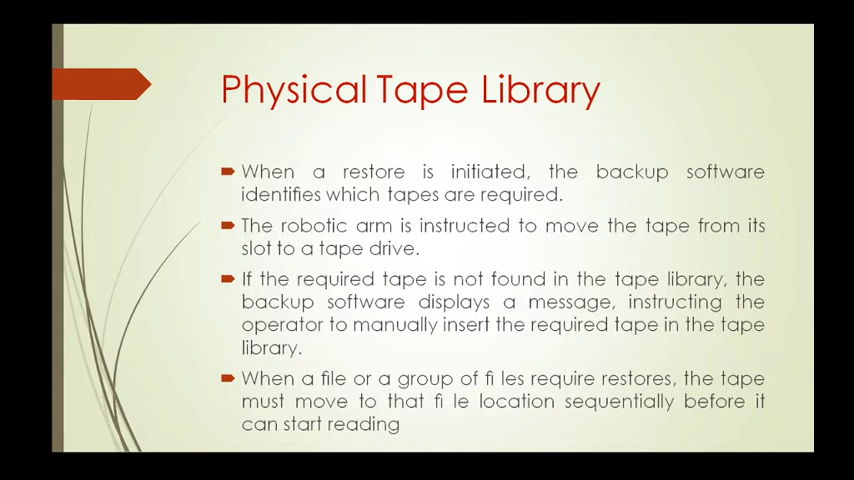 Physical Tape Library
When a restore is initiated, the backup software
identifies which tapes are required.
The robotic arm is instructed to move the tape from its
slot to a tape drive.
If the required tape is not found in the tape library, the
backup software displays a message, instructing the
operator to manually insert the required tape in the tape
library.
When a file or a group of fi les require restores, the tape
must move to that fi le location sequentially before it
can start reading